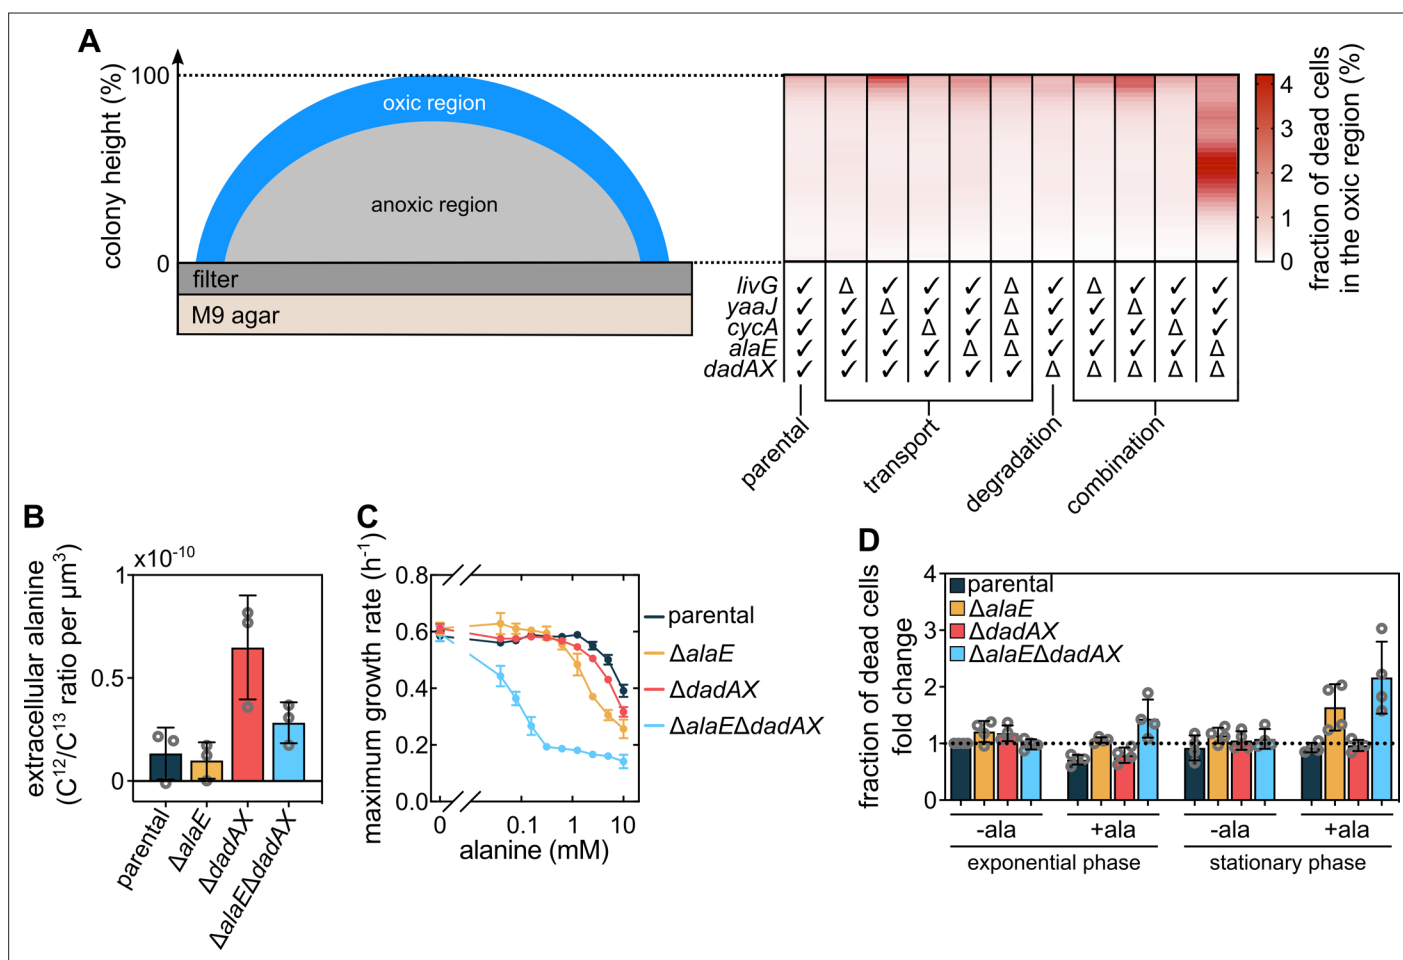 A
colony height (%)
100
0
oxic region
anoxic region
filter
M9 agar
4
3
2
1
0
fraction of dead cells
in the oxic region (%)
livG ✓ Δ ✓ ✓ ✓ Δ ✓ Δ ✓ ✓ ✓
yaaJ ✓ ✓ Δ ✓ ✓ Δ ✓ ✓ Δ ✓ ✓
cycA ✓ ✓ ✓ Δ ✓ Δ ✓ ✓ ✓ Δ ✓
alaE ✓ ✓ ✓ ✓ Δ Δ ✓ ✓ ✓ ✓ Δ
dadAX ✓ ✓ ✓ ✓ ✓ ✓ Δ Δ Δ Δ Δ
parental
transport
degradation
combination
B
extracellular alanine
(C¹²/C¹³ ratio per µm³)
x10⁻¹⁰
1
0.5
0
parental
ΔalaE
ΔdadAX
ΔalaEΔdadAX
C
maximum growth rate (h⁻¹)
0.8
0.6
0.4
0.2
0.0
0 0.1 1 10
alanine (mM)
parental
ΔalaE
ΔdadAX
ΔalaEΔdadAX
D
fraction of dead cells
fold change
4
3
2
1
0
parental
ΔalaE
ΔdadAX
ΔalaEΔdadAX
-ala +ala -ala +ala
exponential phase stationary phase